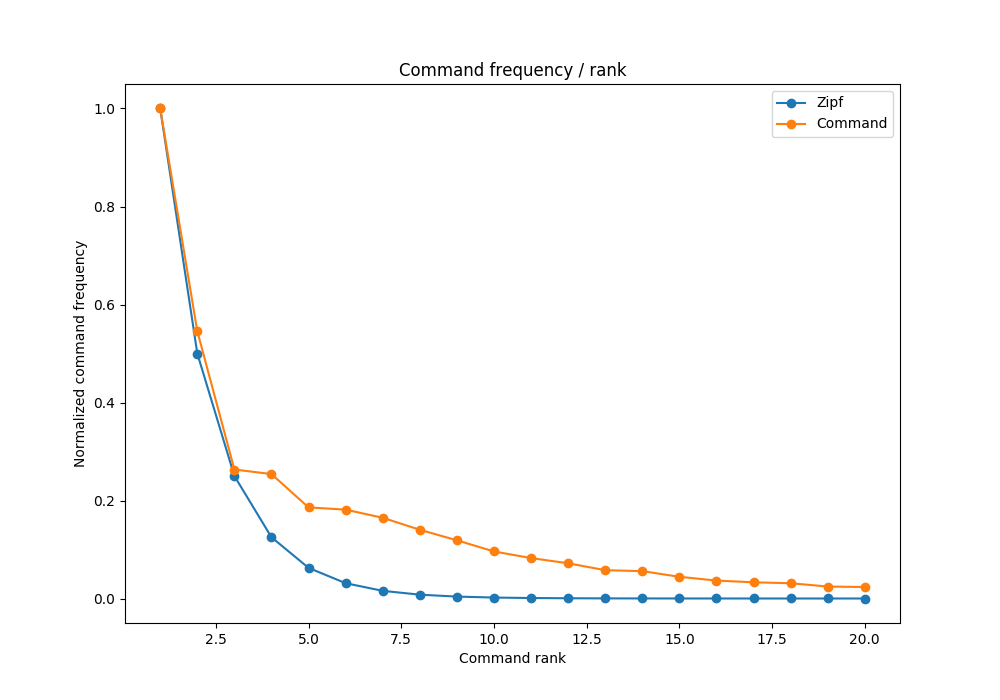 Command frequency / rank
Zipf
Command
Normalized command frequency
1.0
0.8
0.6
0.4
0.2
0.0
2.5 5.0 7.5 10.0 12.5 15.0 17.5 20.0
Command rank